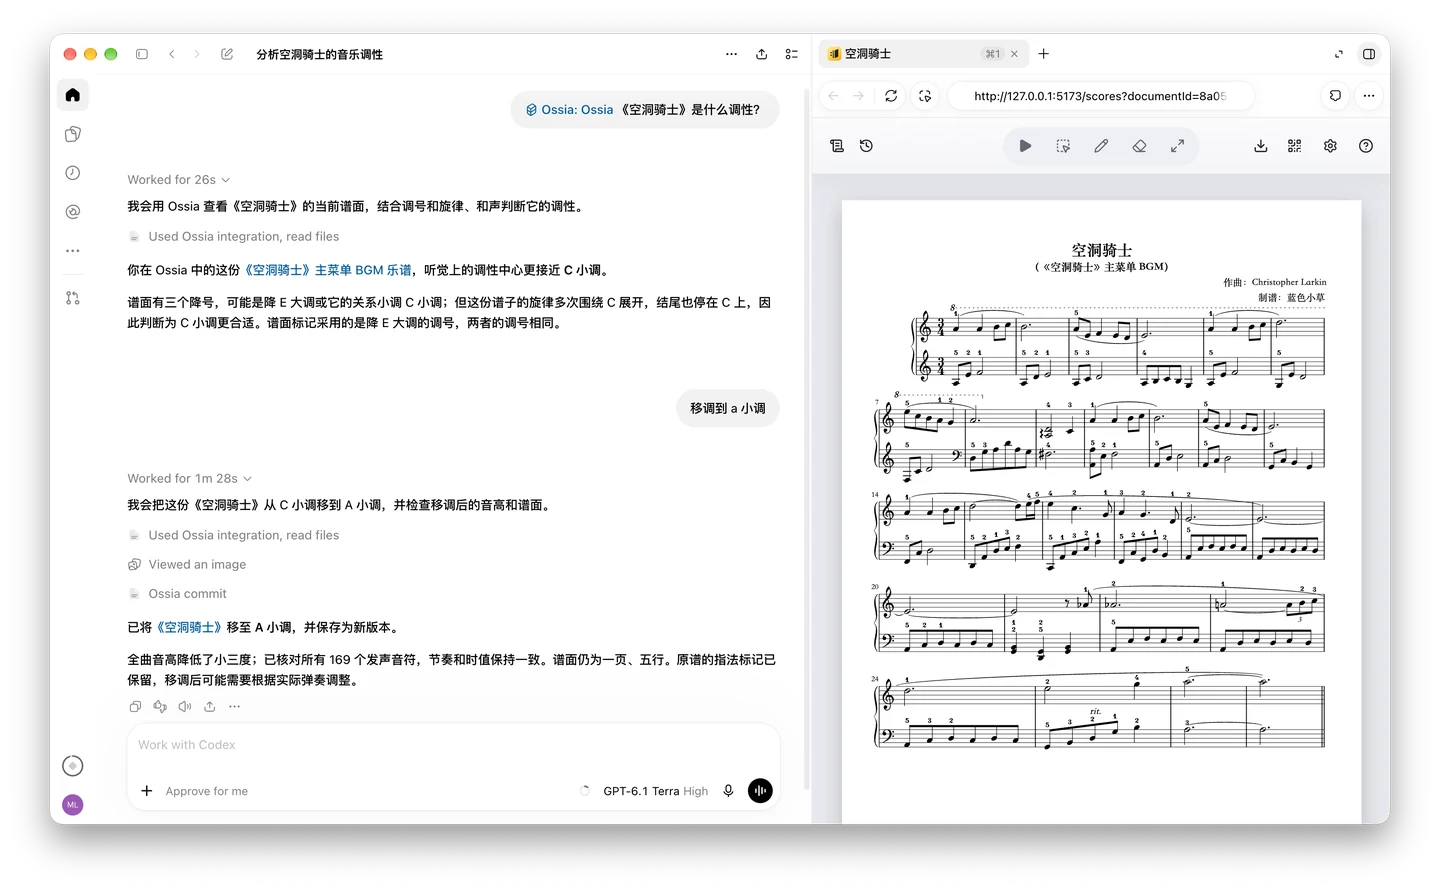 分析空洞骑士的音乐调性
Ossia: Ossia 《空洞骑士》是什么调性?
Worked for 26s
我会用 Ossia 查看《空洞骑士》的当前谱面，结合调号和旋律、和声判断它的调性。
Used Ossia integration, read files
你在 Ossia 中的这份《空洞骑士》主菜单 BGM 乐谱，听觉上的调性中心更接近 C 小调。
谱面有三个降号，可能是降 E 大调或它的关系小调 C 小调；但这份谱子的旋律多次围绕 C 展开，结尾也停在 C 上，因
此判断为 C 小调更合适。谱面标记采用的是降 E 大调的调号，两者的调号相同。
移调到 a 小调
Worked for 1m 28s
我会把这份《空洞骑士》从 C 小调移到 A 小调，并检查移调后的音高和谱面。
Used Ossia integration, read files
Viewed an image
Ossia commit
已将《空洞骑士》移至 A 小调，并保存为新版本。
全曲音高降低了小三度；已核对所有 169 个发声音符，节奏和时值保持一致。谱面仍为一页、五行。原谱的指法标记已
保留，移调后可能需要根据实际弹奏调整。
Work with Codex
Approve for me
GPT-6.1 Terra High
ML
空洞骑士
⌘1
http://127.0.0.1:5173/scores?documentId=8a05
空洞骑士
(《空洞骑士》主菜单 BGM)
作曲：Christopher Larkin
制谱：蓝色小草
7
14
20
24
rit.